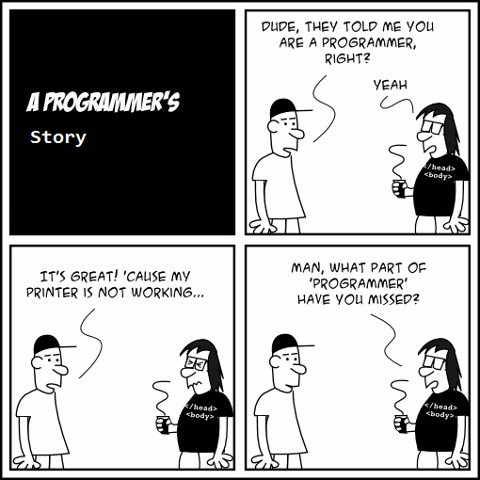 A PROGRAMMER'S
Story
DUDE, THEY TOLD ME YOU
ARE A PROGRAMMER,
RIGHT?
YEAH
</head>
<body>
IT'S GREAT! 'CAUSE MY
PRINTER IS NOT WORKING...
</head>
<body>
MAN, WHAT PART OF
'PROGRAMMER'
HAVE YOU MISSED?
</head>
<body>